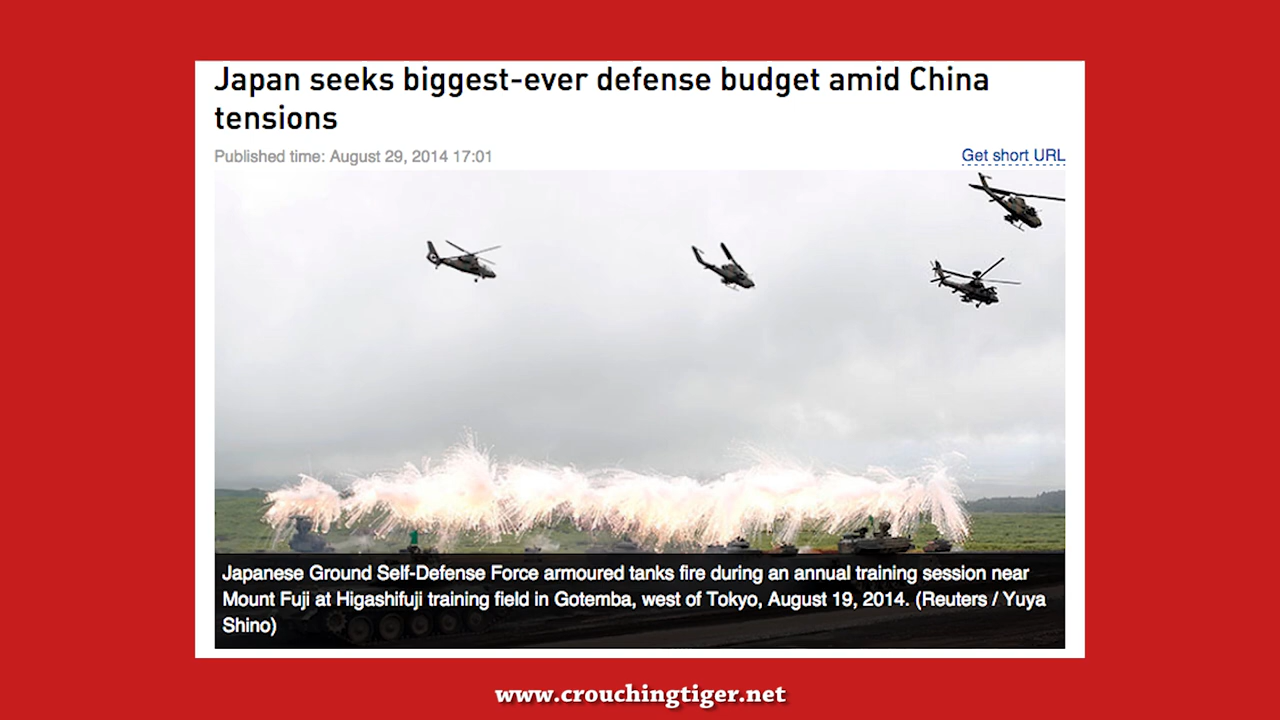 Japan seeks biggest-ever defense budget amid China
tensions
Published time: August 29, 2014 17:01
Get short URL
Japanese Ground Self-Defense Force armoured tanks fire during an annual training session near
Mount Fuji at Higashifuji training field in Gotemba, west of Tokyo, August 19, 2014. (Reuters / Yuya
Shino)
www.crouchingtiger.net